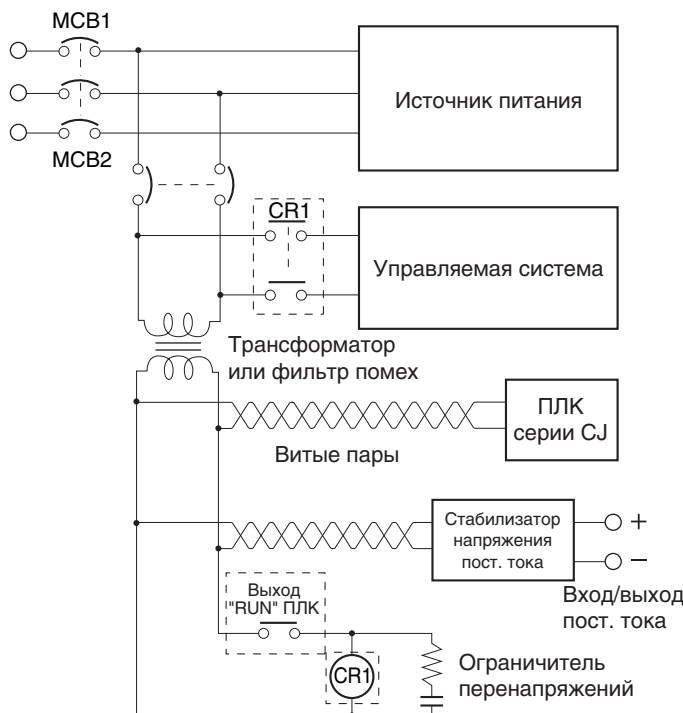 MCB1
Источник питания
MCB2
CR1
Управляемая система
Трансформатор
или фильтр помех
ПЛК
серии CJ
Витые пары
Стабилизатор
напряжения
пост. тока
+
−
Вход/выход
пост. тока
Выход
"RUN" ПЛК
CR1
Ограничитель
перенапряжений